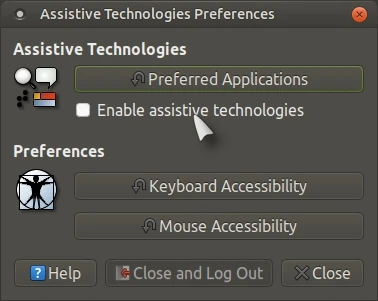 Assistive Technologies Preferences
Assistive Technologies
Preferred Applications
Enable assistive technologies
Preferences
Keyboard Accessibility
Mouse Accessibility
Help Close and Log Out Close